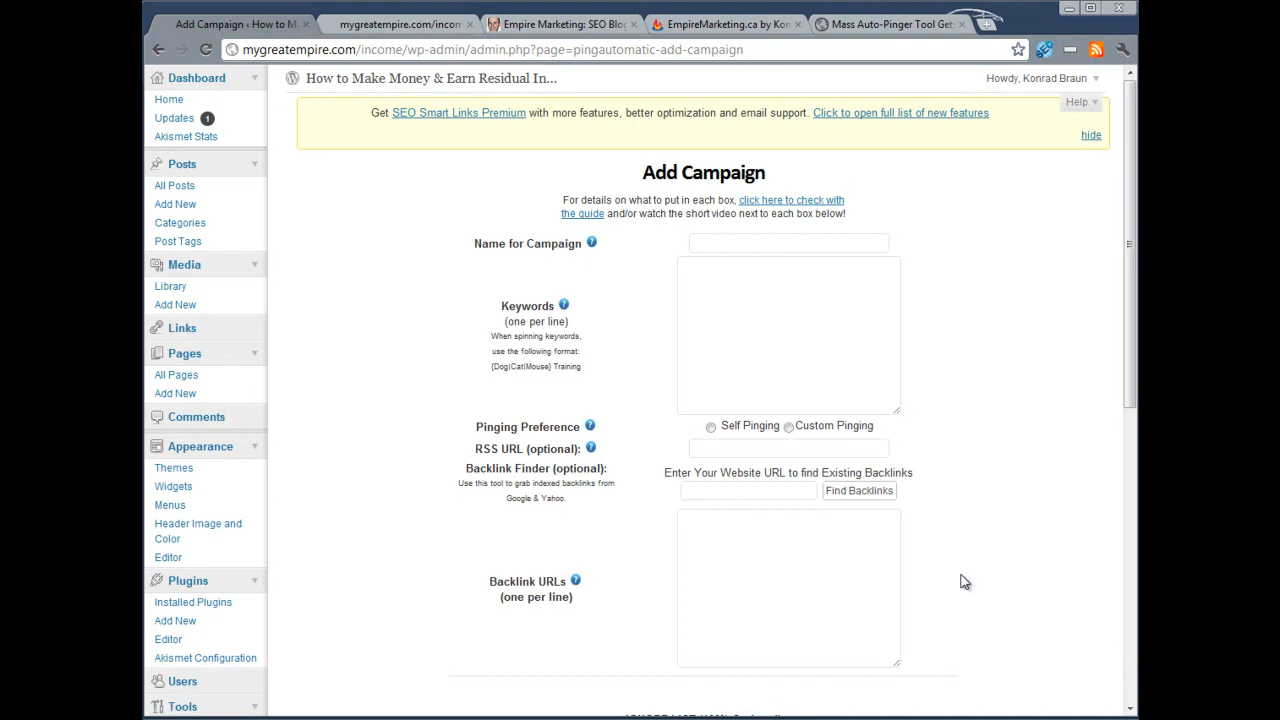 Add Campaign ‹ How to M
mygreatempire.com/incom
Empire Marketing: SEO Blog
EmpireMarketing.ca by Kon
Mass Auto-Pinger Tool Gets
mygreatempire.com/income/wp-admin/admin.php?page=pingautomatic-add-campaign
How to Make Money & Earn Residual In...
Howdy, Konrad Braun
Help
Get SEO Smart Links Premium with more features, better optimization and email support. Click to open full list of new features
hide
Dashboard
Home
Updates 1
Akismet Stats
Posts
All Posts
Add New
Categories
Post Tags
Media
Library
Add New
Links
Pages
All Pages
Add New
Comments
Appearance
Themes
Widgets
Menus
Header Image and
Color
Editor
Plugins
Installed Plugins
Add New
Editor
Akismet Configuration
Users
Tools
Add Campaign
For details on what to put in each box, click here to check with
the guide and/or watch the short video next to each box below!
Name for Campaign ?
Keywords ?
(one per line)
When spinning keywords,
use the following format:
{Dog|Cat|Mouse} Training
Pinging Preference ?
Self Pinging Custom Pinging
RSS URL (optional): ?
Backlink Finder (optional):
Use this tool to grab indexed backlinks from
Google & Yahoo.
Enter Your Website URL to find Existing Backlinks
Find Backlinks
Backlink URLs ?
(one per line)